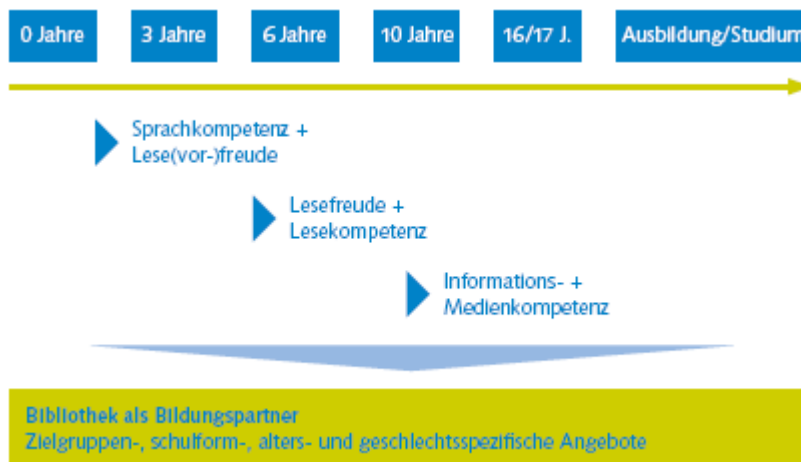 0 Jahre 3 Jahre 6 Jahre 10 Jahre 16/17 J. Ausbildung/Studium
Sprachkompetenz +
Lese(vor-)freude
Lesefreude +
Lesekompetenz
Informations- +
Medienkompetenz
Bibliothek als Bildungspartner
Zielgruppen-, schulform-, alters- und geschlechtsspezifische Angebote